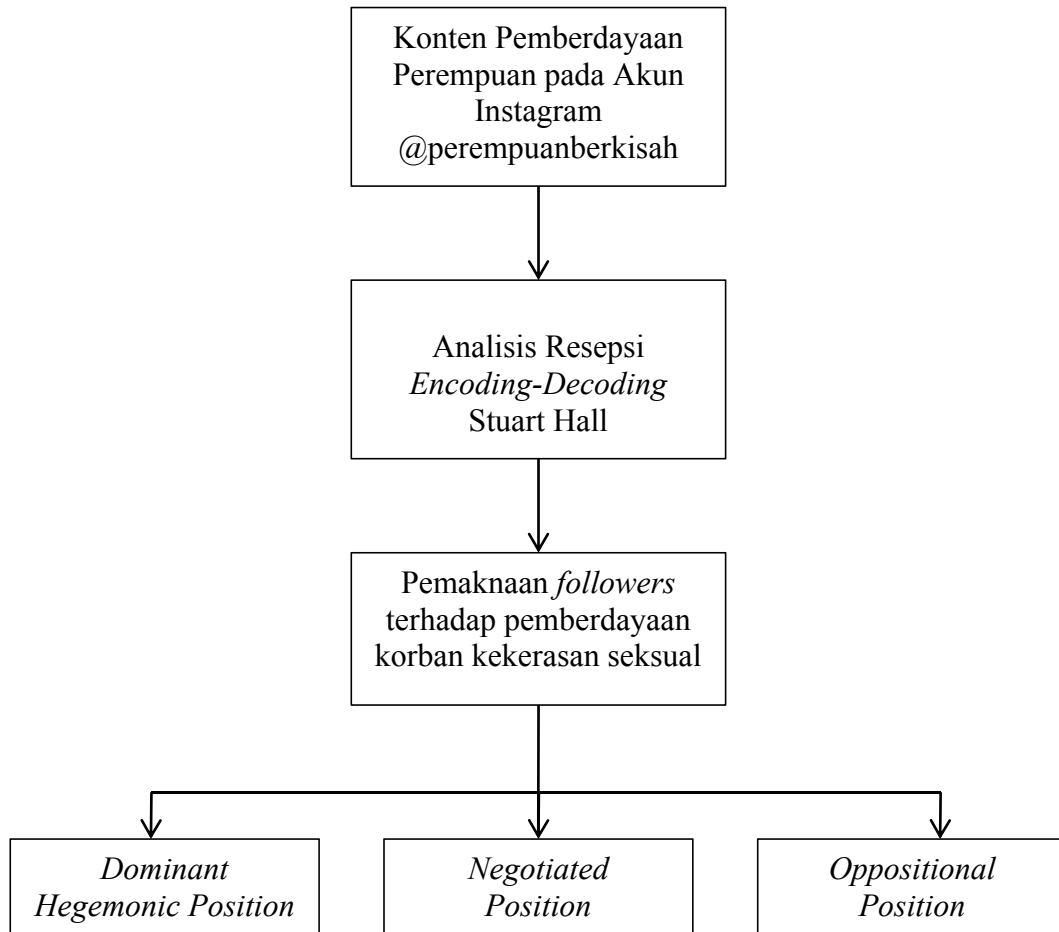 Konten Pemberdayaan
Perempuan pada Akun
Instagram
@perempuanberkisah
Analisis Resepsi
Encoding-Decoding
Stuart Hall
Pemaknaan followers
terhadap pemberdayaan
korban kekerasan seksual
Dominant
Hegemonic Position
Negotiated
Position
Oppositional
Position